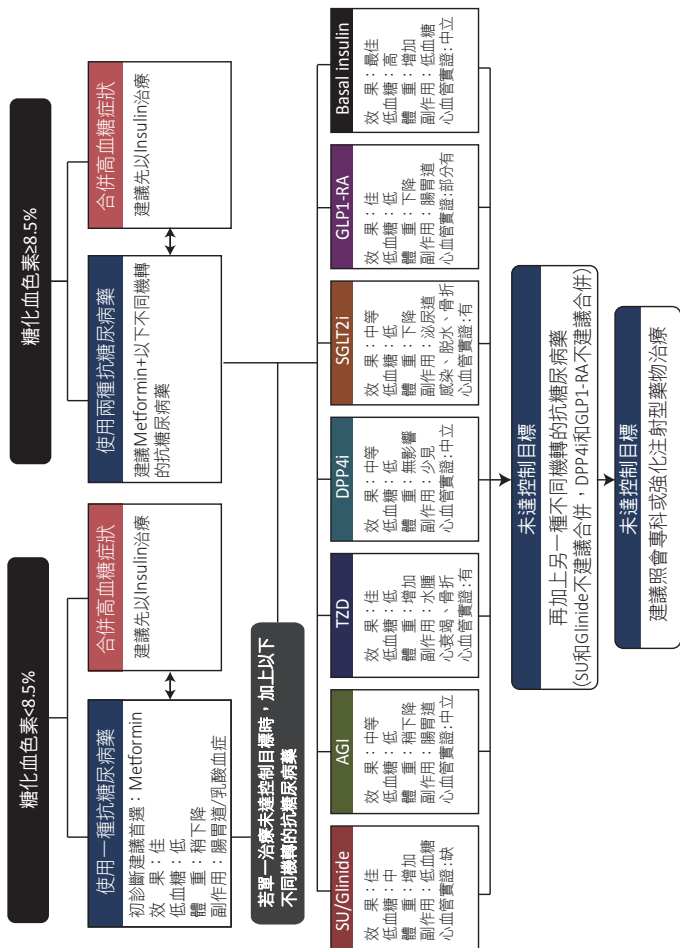 糖化血色素<8.5%
使用一種抗糖尿病藥
初診斷建議首選：Metformin
效　果：佳
低血糖：低
體　重：稍下降
副作用：腸胃道/乳酸血症
合併高血糖症狀
建議先以Insulin治療
糖化血色素≥8.5%
使用兩種抗糖尿病藥
建議Metformin+以下不同機轉
的抗糖尿病藥
合併高血糖症狀
建議先以Insulin治療
若單一治療未達控制目標時，加上以下
不同機轉的抗糖尿病藥
SU/Glinide
效　果：佳
低血糖：中
體　重：增加
副作用：低血糖
心血管實證：缺
AGI
效　果：中等
低血糖：低
體　重：稍下降
副作用：腸胃道
心血管實證：中立
TZD
效　果：佳
低血糖：低
體　重：增加
副作用：水腫
心衰竭、骨折
心血管實證：有
DPP4i
效　果：中等
低血糖：低
體　重：無影響
副作用：少見
心血管實證：中立
SGLT2i
效　果：中等
低血糖：低
體　重：下降
副作用：泌尿道
感染、脫水、骨折
心血管實證：有
GLP1-RA
效　果：佳
低血糖：低
體　重：下降
副作用：腸胃道
心血管實證：部分有
Basal insulin
效　果：最佳
低血糖：高
體　重：增加
副作用：低血糖
心血管實證：中立
未達控制目標
再加上另一種不同機轉的抗糖尿病藥
(SU和Glinide不建議合併，DPP4i和GLP1-RA不建議合併)
未達控制目標
建議照會專科或強化注射型藥物治療